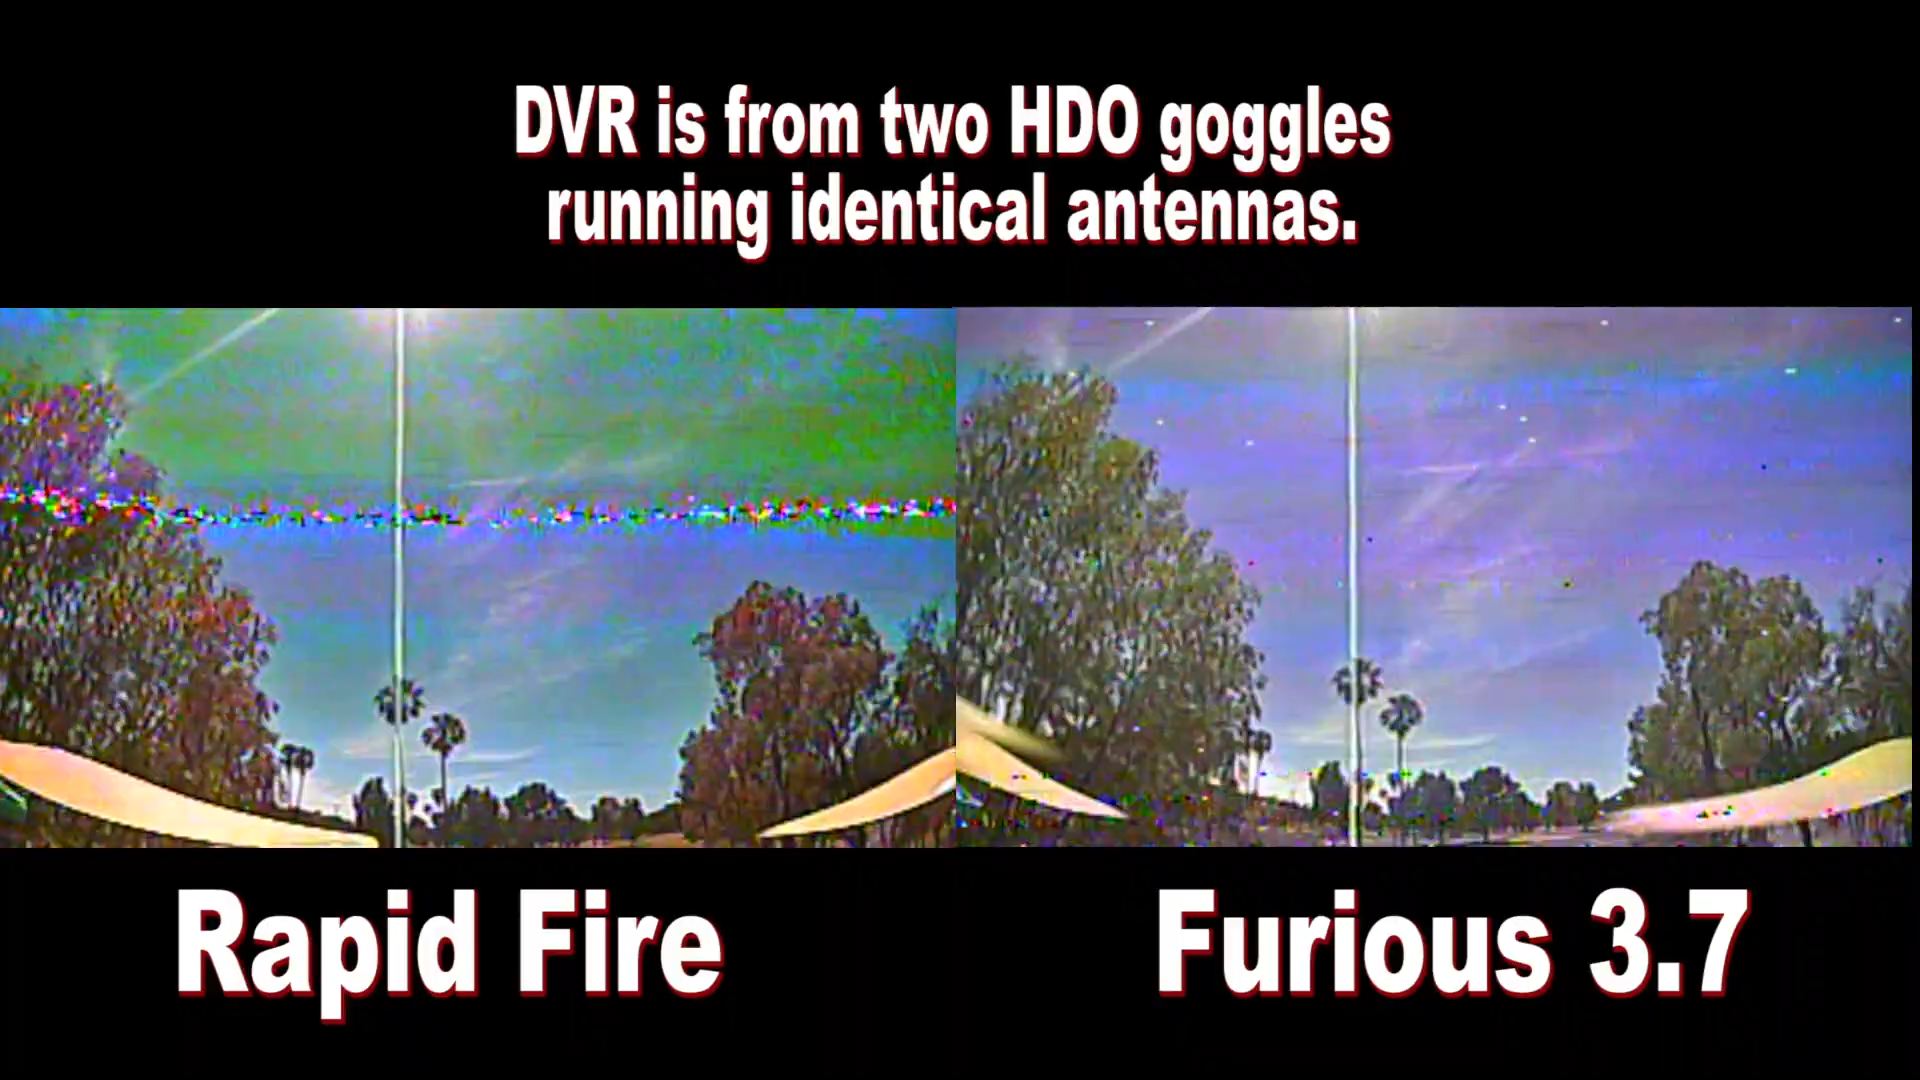 DVR is from two HDO goggles
running identical antennas.
Rapid Fire
Furious 3.7